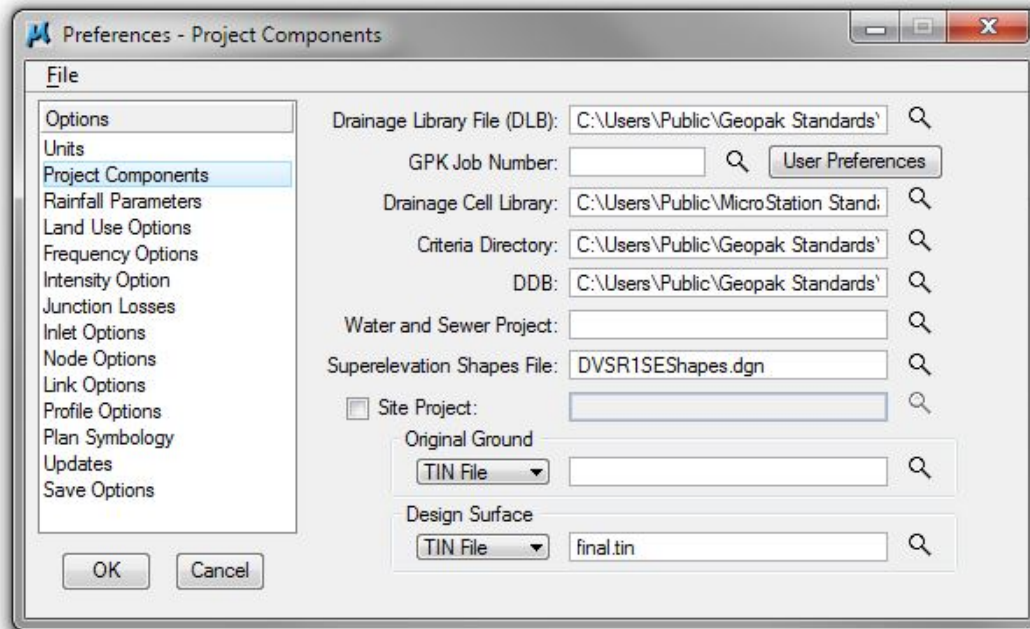 Preferences - Project Components
File
Options
Units
Project Components
Rainfall Parameters
Land Use Options
Frequency Options
Intensity Option
Junction Losses
Inlet Options
Node Options
Link Options
Profile Options
Plan Symbology
Updates
Save Options
OK Cancel
Drainage Library File (DLB): C:\Users\Public\Geopak Standards\
GPK Job Number: User Preferences
Drainage Cell Library: C:\Users\Public\MicroStation Standa
Criteria Directory: C:\Users\Public\Geopak Standards\
DDB: C:\Users\Public\Geopak Standards\
Water and Sewer Project:
Superelevation Shapes File: DVSR1SEShapes.dgn
Site Project:
Original Ground
TIN File
Design Surface
TIN File final.tin